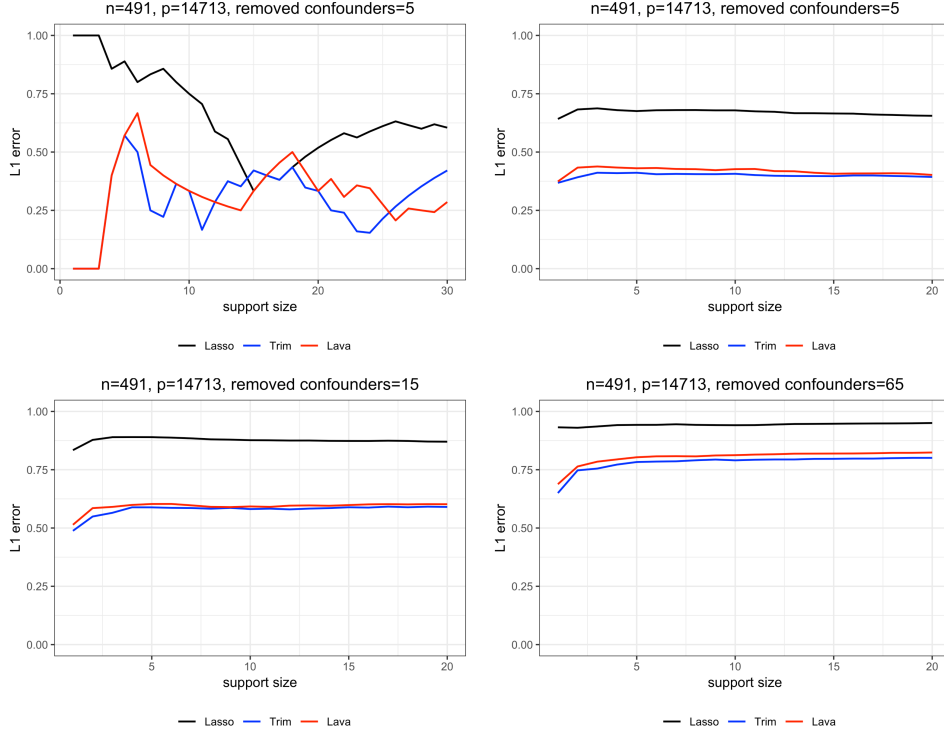 n=491, p=14713, removed confounders=5
1.00
0.75
0.50
0.25
0.00
L1 error
0 10 20 30
support size
Lasso Trim Lava
n=491, p=14713, removed confounders=5
1.00
0.75
0.50
0.25
0.00
L1 error
5 10 15 20
support size
Lasso Trim Lava
n=491, p=14713, removed confounders=15
1.00
0.75
0.50
0.25
0.00
L1 error
5 10 15 20
support size
Lasso Trim Lava
n=491, p=14713, removed confounders=65
1.00
0.75
0.50
0.25
0.00
L1 error
5 10 15 20
support size
Lasso Trim Lava